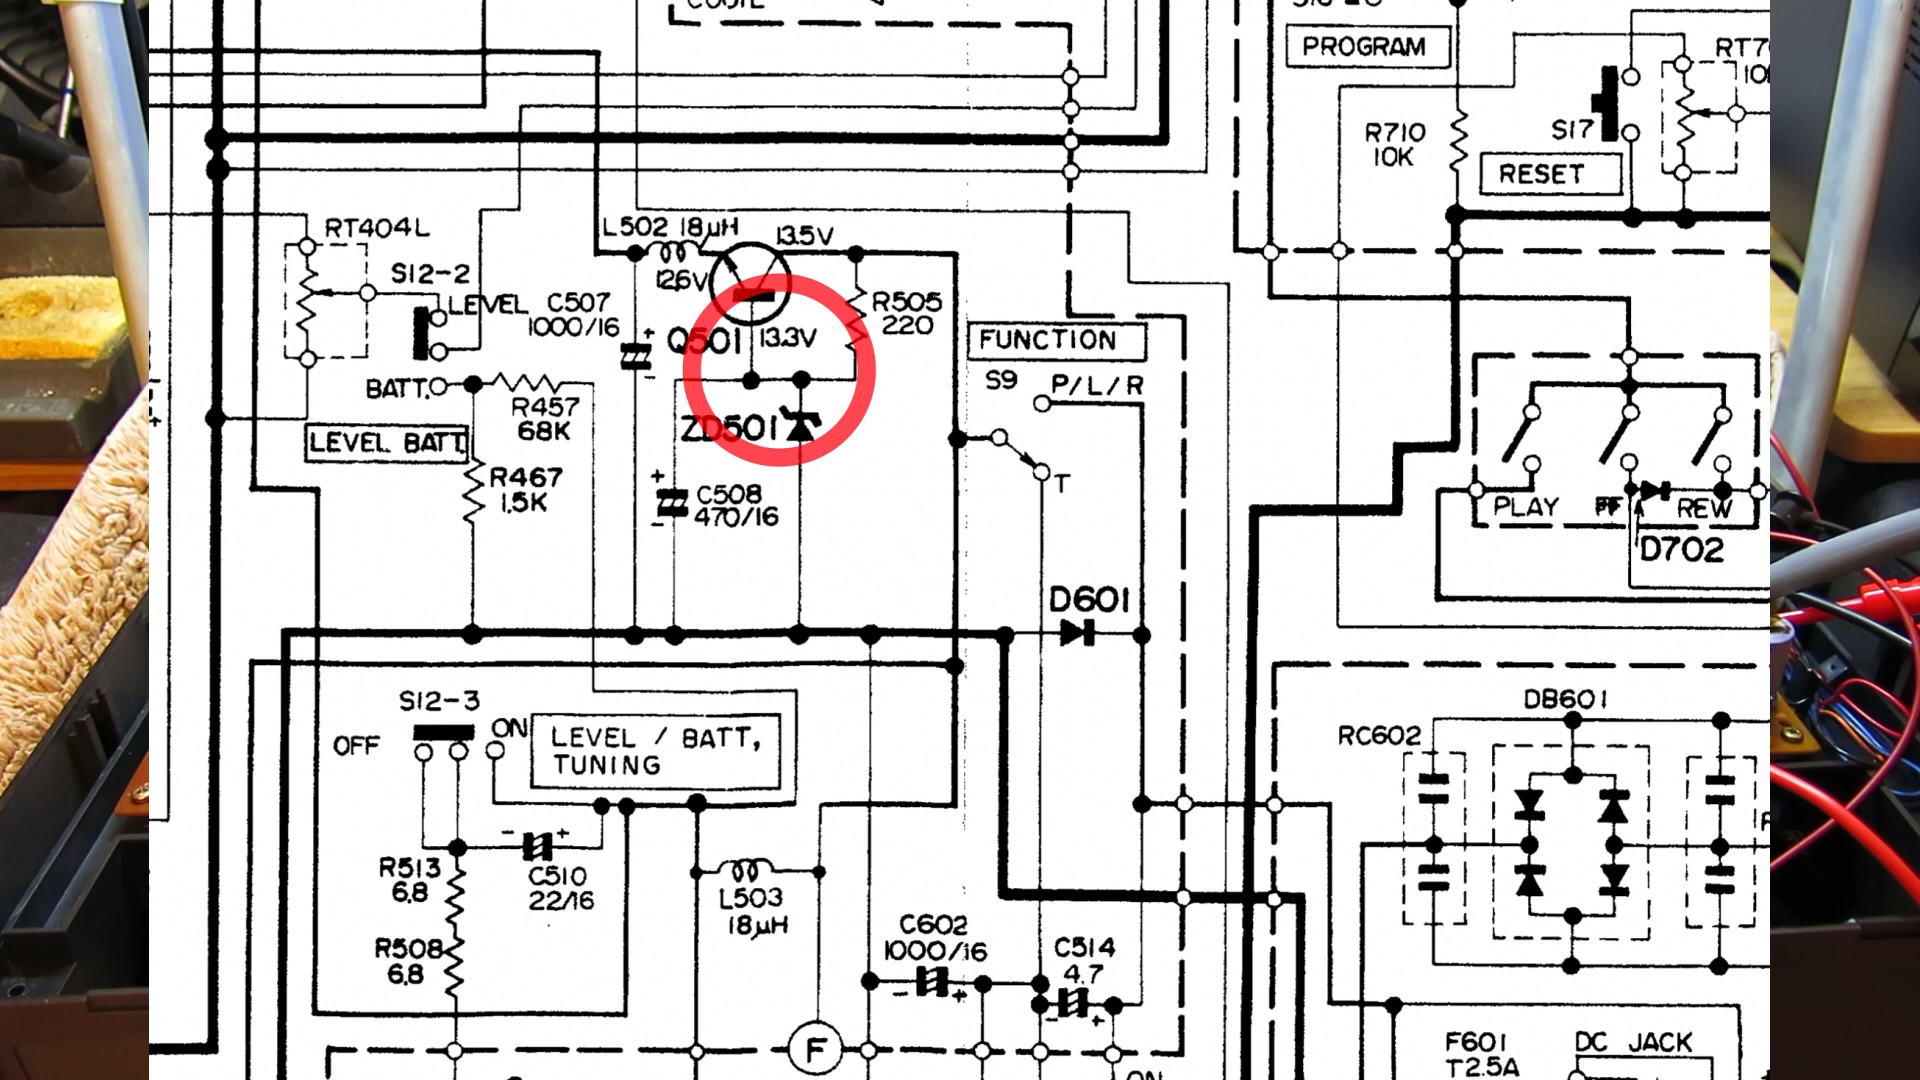 PROGRAM
R710
10K
S17
RESET
RT404L
S12-2
LEVEL
BATT.
LEVEL BATT.
R457
68K
R467
1.5K
L502 18μH
13.5V
12.6V
C507
1000/16
Q501
13.3V
R505
220
ZD501
C508
470/16
FUNCTION
S9
P/L/R
T
D601
PLAY
FF
REW
D702
S12-3
OFF
ON
LEVEL / BATT,
TUNING
C510
22/16
R513
6.8
R508
6.8
L503
18μH
C602
1000/16
C514
4.7
F
RC602
DB601
F601
T2.5A
DC JACK
ON